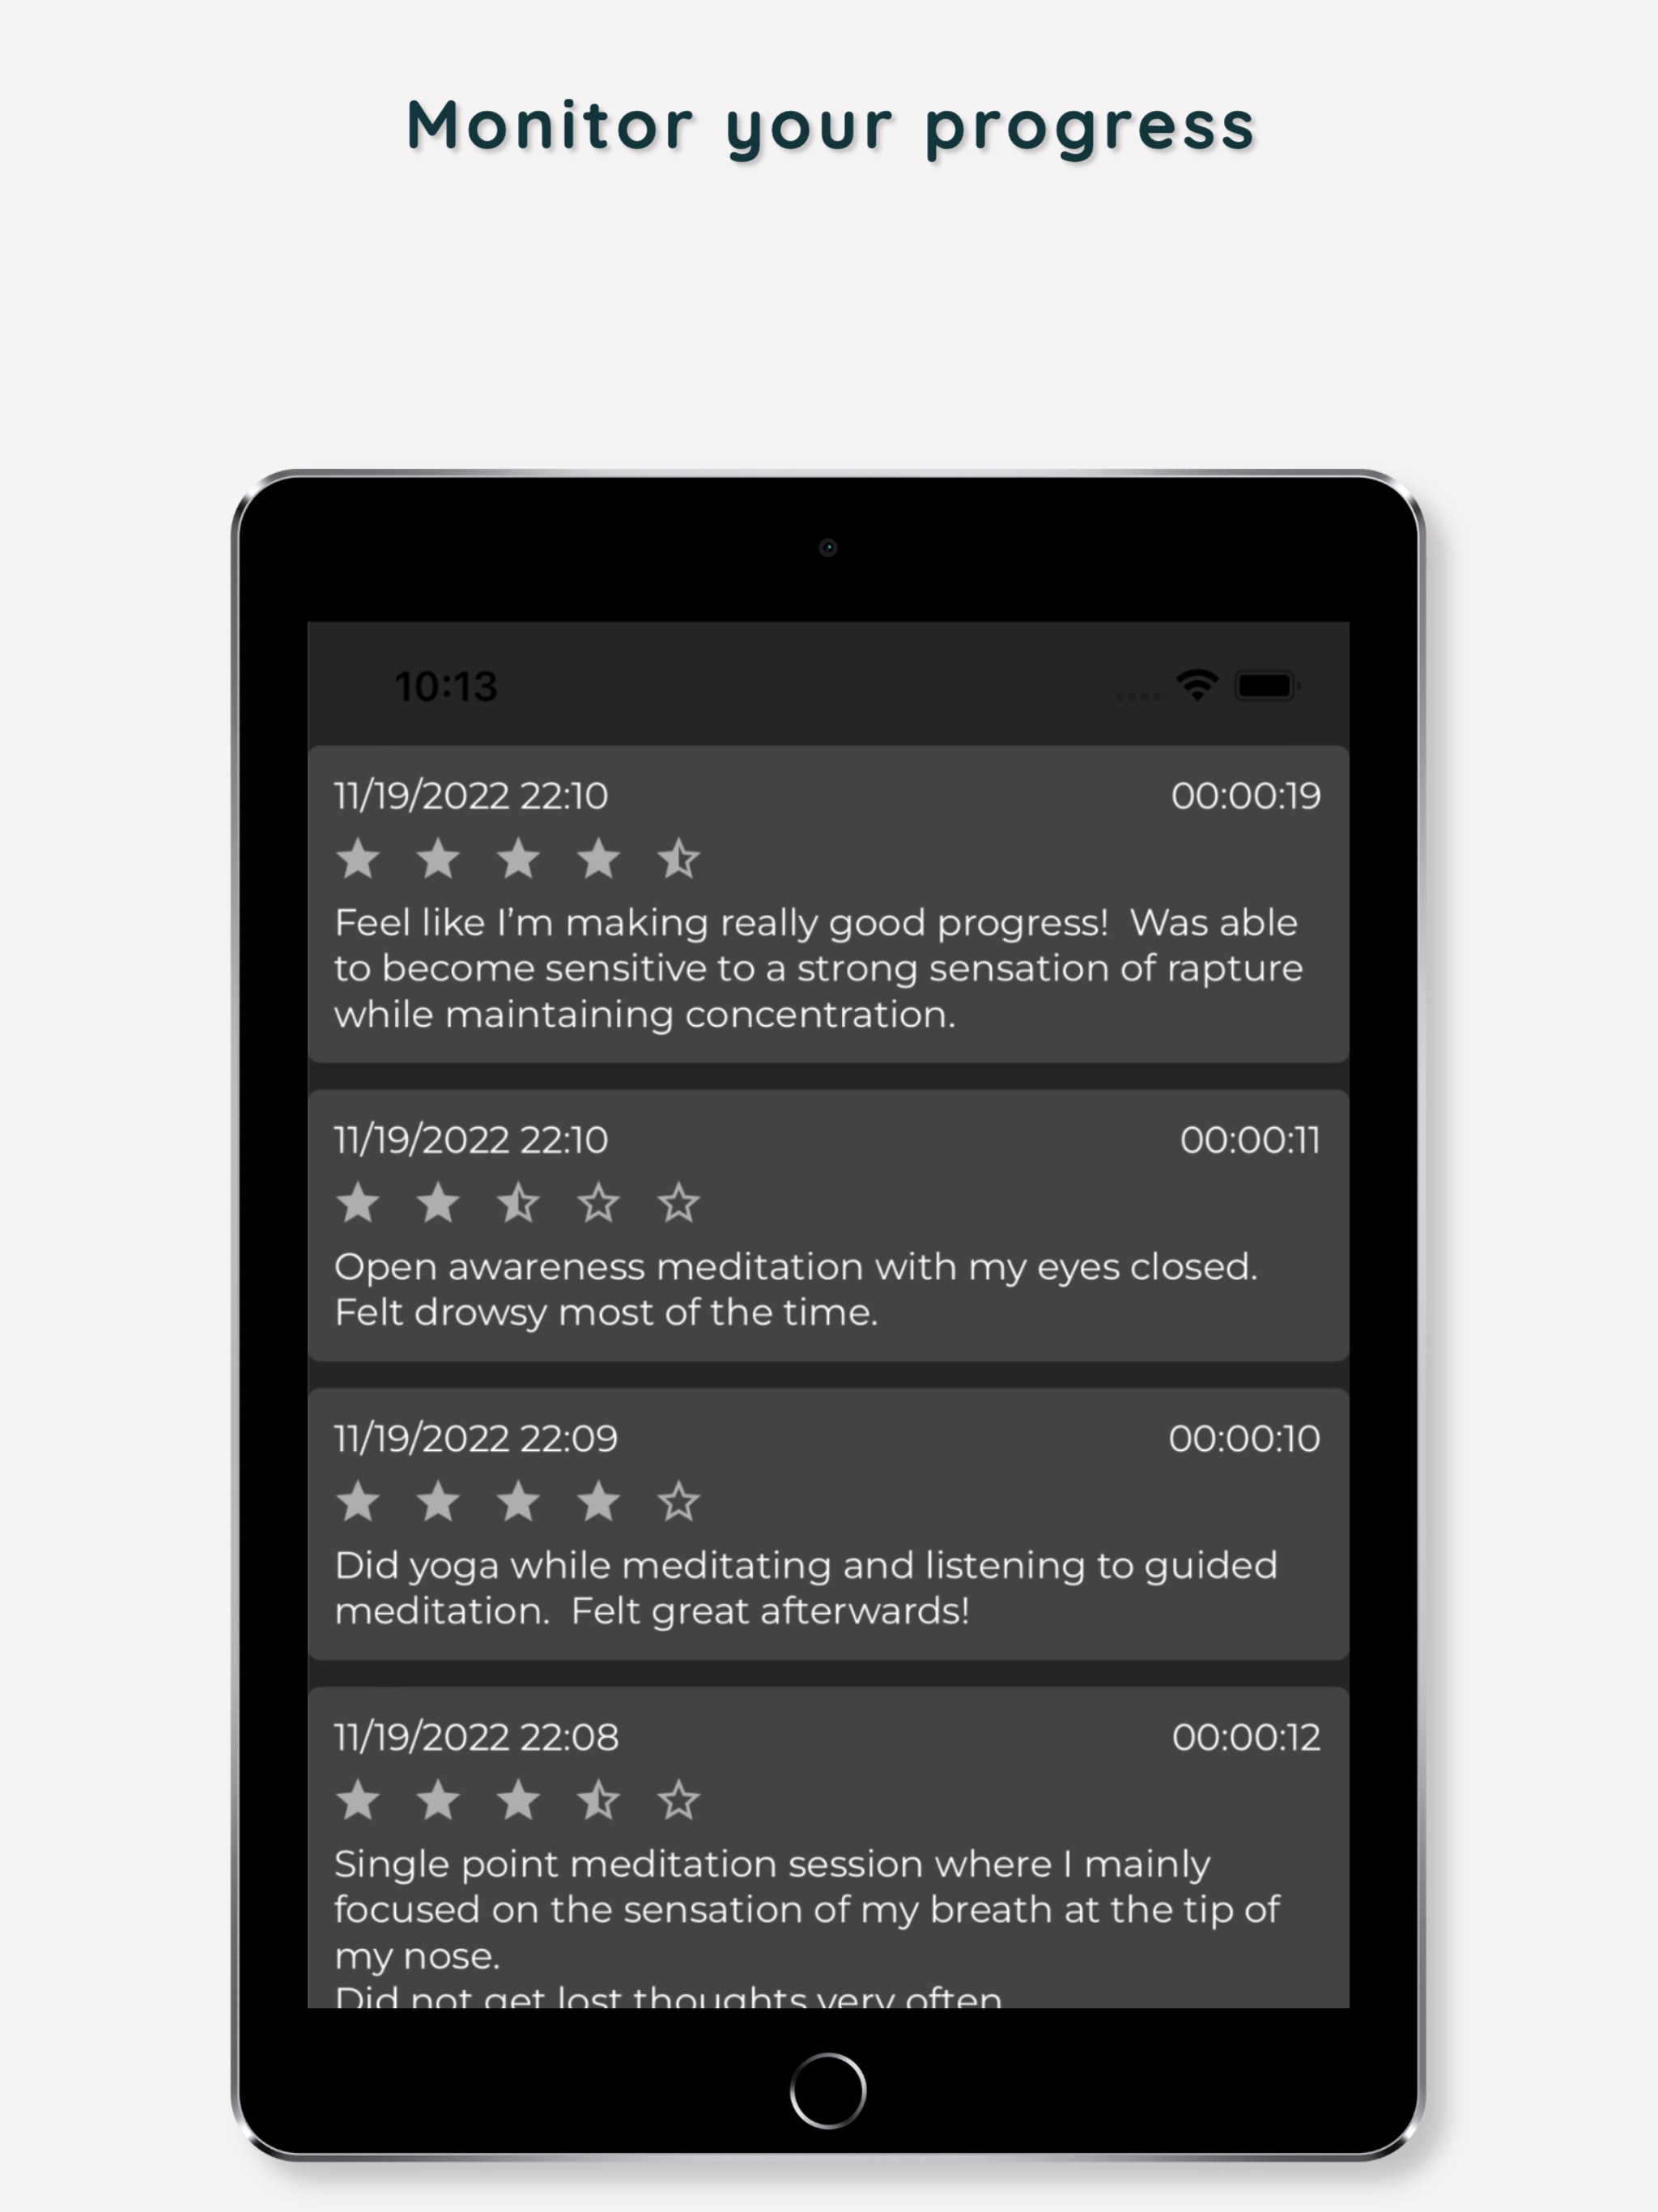 Monitor your progress
10:13
11/19/2022 22:10 00:00:19
Feel like I'm making really good progress!  Was able
to become sensitive to a strong sensation of rapture
while maintaining concentration.
11/19/2022 22:10 00:00:11
Open awareness meditation with my eyes closed.
Felt drowsy most of the time.
11/19/2022 22:09 00:00:10
Did yoga while meditating and listening to guided
meditation.  Felt great afterwards!
11/19/2022 22:08 00:00:12
Single point meditation session where I mainly
focused on the sensation of my breath at the tip of
my nose.
Did not get lost thoughts very often